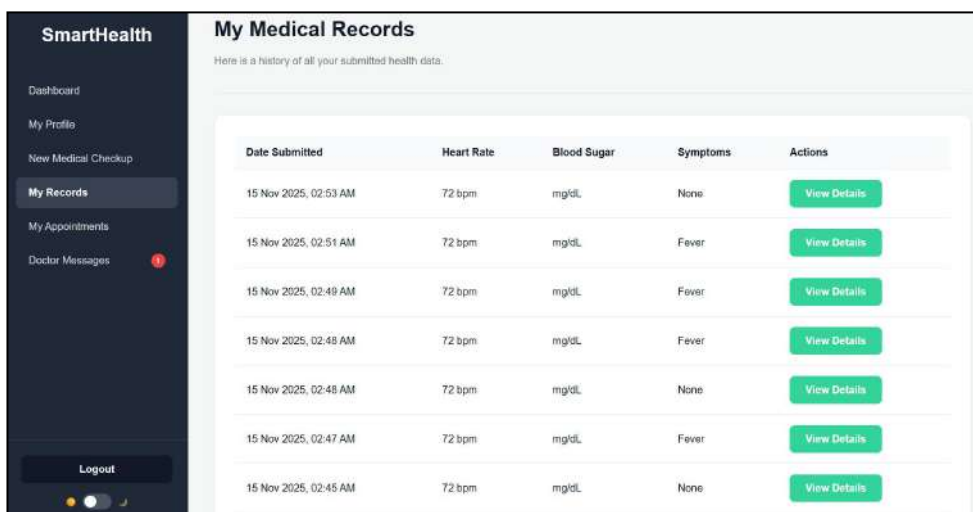 SmartHealth
Dashboard
My Profile
New Medical Checkup
My Records
My Appointments
Doctor Messages 1
Logout
My Medical Records
Here is a history of all your submitted health data.
Date Submitted Heart Rate Blood Sugar Symptoms Actions
15 Nov 2025, 02:53 AM 72 bpm mg/dL None View Details
15 Nov 2025, 02:51 AM 72 bpm mg/dL Fever View Details
15 Nov 2025, 02:49 AM 72 bpm mg/dL Fever View Details
15 Nov 2025, 02:48 AM 72 bpm mg/dL Fever View Details
15 Nov 2025, 02:48 AM 72 bpm mg/dL None View Details
15 Nov 2025, 02:47 AM 72 bpm mg/dL Fever View Details
15 Nov 2025, 02:45 AM 72 bpm mg/dL None View Details